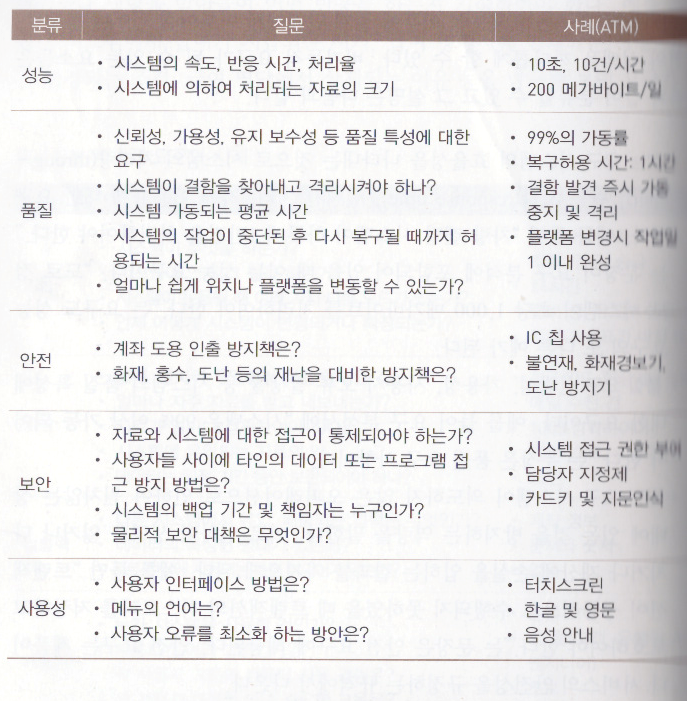 분류 질문 사례(ATM)
성능
• 시스템의 속도, 반응 시간, 처리율
• 시스템에 의하여 처리되는 자료의 크기
• 10초, 10건/시간
• 200 메가바이트/일
품질
• 신뢰성, 가용성, 유지 보수성 등 품질 특성에 대한
요구
• 시스템이 결함을 찾아내고 격리시켜야 하나?
• 시스템 가동되는 평균 시간
• 시스템의 작업이 중단된 후 다시 복구될 때까지 허
용되는 시간
• 얼마나 쉽게 위치나 플랫폼을 변동할 수 있는가?
• 99%의 가동률
• 복구허용 시간: 1시간
• 결함 발견 즉시 가동
중지 및 격리
• 플랫폼 변경시 작업일
1 이내 완성
안전
• 계좌 도용 인출 방지책은?
• 화재, 홍수, 도난 등의 재난을 대비한 방지책은?
• IC 칩 사용
• 불연재, 화재경보기,
도난 방지기
보안
• 자료와 시스템에 대한 접근이 통제되어야 하는가?
• 사용자들 사이에 타인의 데이터 또는 프로그램 접
근 방지 방법은?
• 시스템의 백업 기간 및 책임자는 누구인가?
• 물리적 보안 대책은 무엇인가?
• 시스템 접근 권한 부여
• 담당자 지정제
• 카드키 및 지문인식
사용성
• 사용자 인터페이스 방법은?
• 메뉴의 언어는?
• 사용자 오류를 최소화 하는 방안은?
• 터치스크린
• 한글 및 영문
• 음성 안내